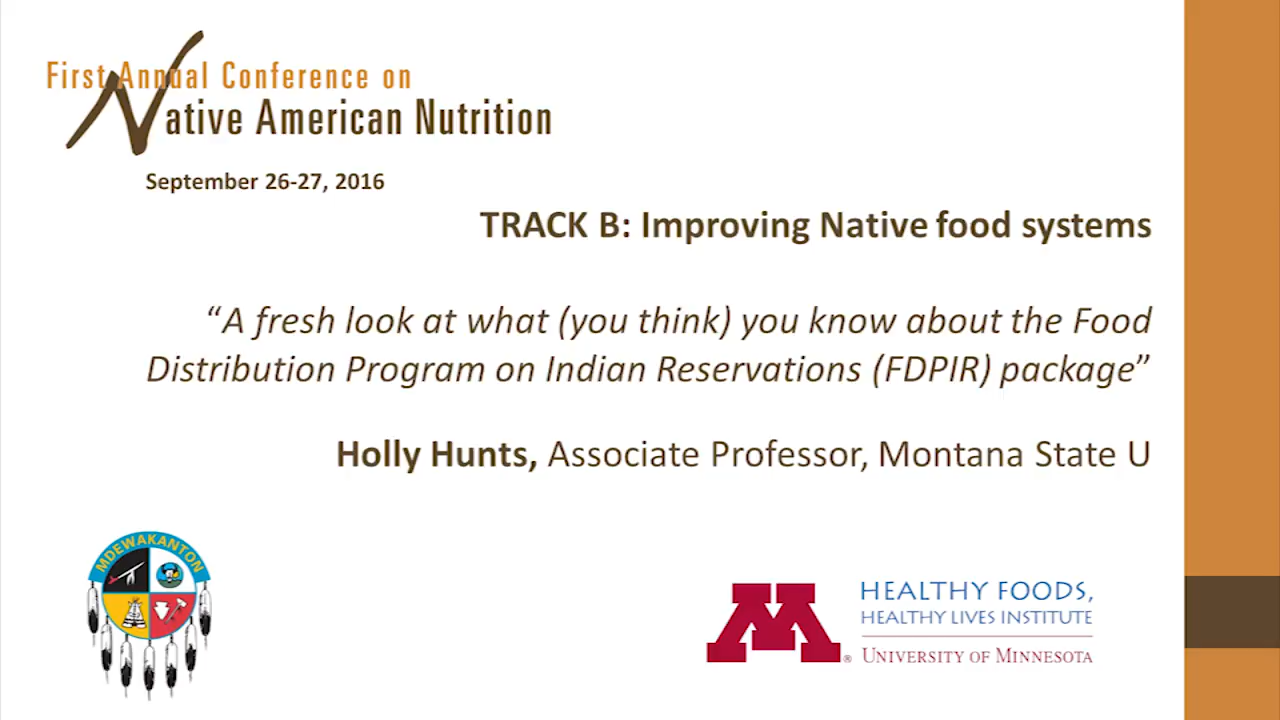 First Annual Conference on
Native American Nutrition
September 26-27, 2016
TRACK B: Improving Native food systems
“A fresh look at what (you think) you know about the Food
Distribution Program on Indian Reservations (FDPIR) package”
Holly Hunts, Associate Professor, Montana State U
MDEWAKANTON
M®
HEALTHY FOODS,
HEALTHY LIVES INSTITUTE
UNIVERSITY OF MINNESOTA